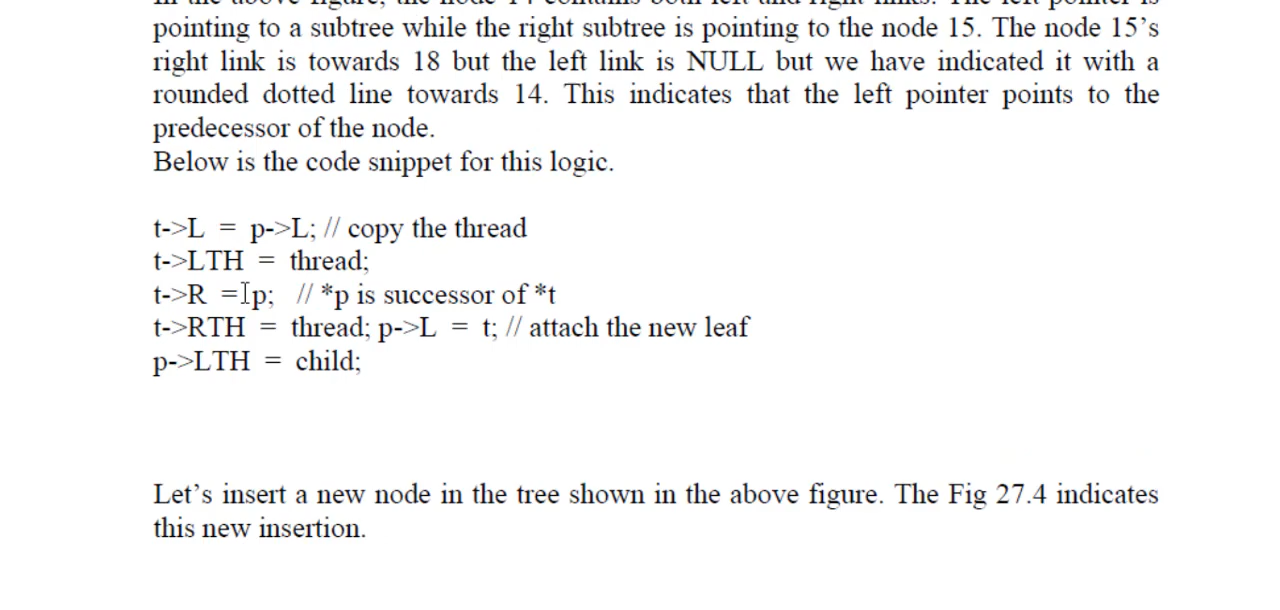 pointing to a subtree while the right subtree is pointing to the node 15. The node 15’s
right link is towards 18 but the left link is NULL but we have indicated it with a
rounded dotted line towards 14. This indicates that the left pointer points to the
predecessor of the node.
Below is the code snippet for this logic.
t->L = p->L; // copy the thread
t->LTH = thread;
t->R = p; // *p is successor of *t
t->RTH = thread; p->L = t; // attach the new leaf
p->LTH = child;
Let’s insert a new node in the tree shown in the above figure. The Fig 27.4 indicates
this new insertion.